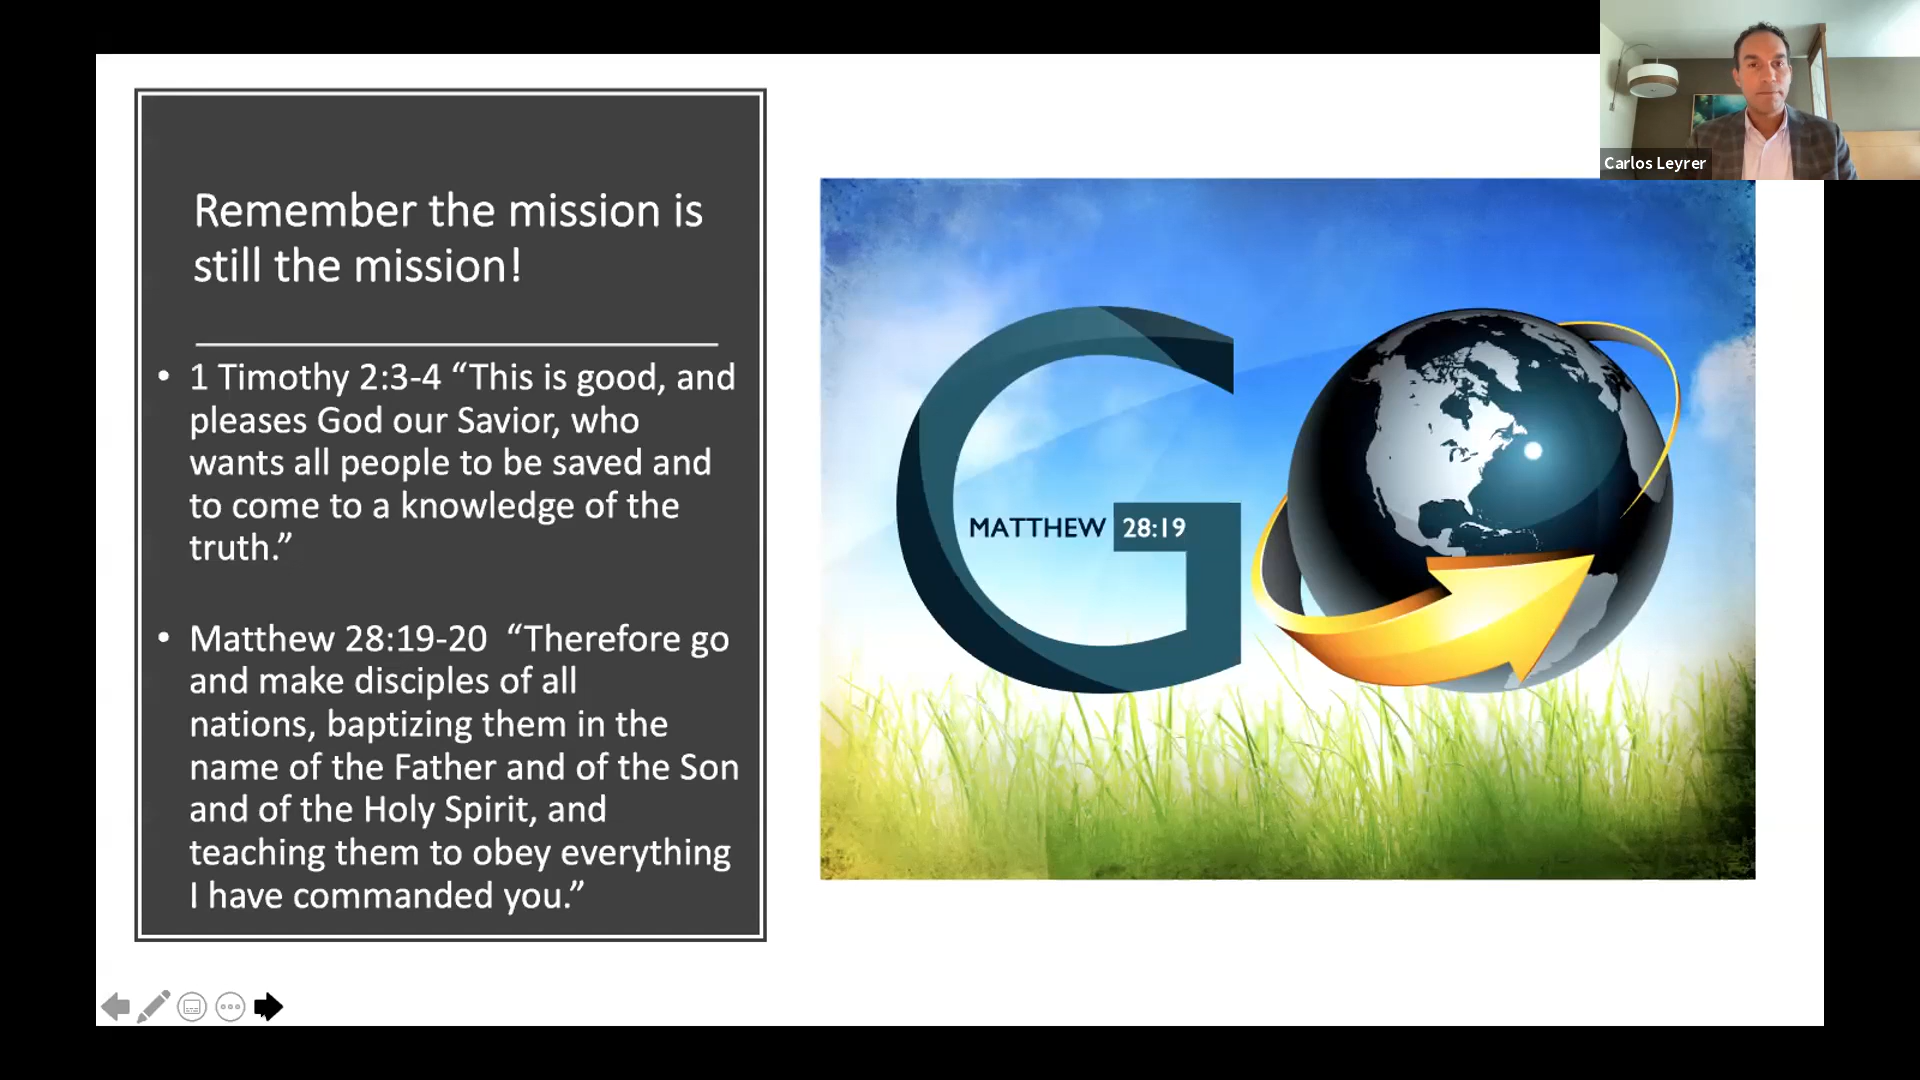 Remember the mission is
still the mission!
• 1 Timothy 2:3-4 “This is good, and
pleases God our Savior, who
wants all people to be saved and
to come to a knowledge of the
truth.”
• Matthew 28:19-20 “Therefore go
and make disciples of all
nations, baptizing them in the
name of the Father and of the Son
and of the Holy Spirit, and
teaching them to obey everything
I have commanded you.”
GO
MATTHEW 28:19
Carlos Leyrer